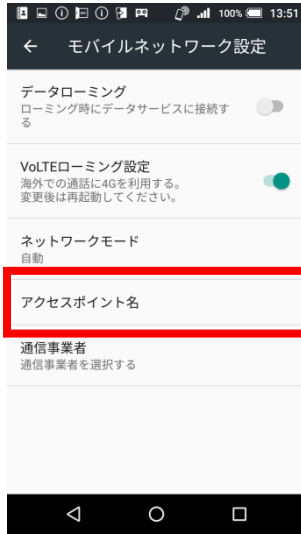 100% 13:51
モバイルネットワーク設定
データローミング
ローミング時にデータサービスに接続す
る
VoLTEローミング設定
海外での通話に4Gを利用する。
変更後は再起動してください。
ネットワークモード
自動
アクセスポイント名
通信事業者
通信事業者を選択する